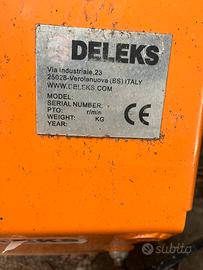 DELEKS
Via industriale,23
25028-Verolanuova (BS) ITALY
WWW.DELEKS.COM
MODEL:
SERIAL NUMBER:
PTO: r/min
WEIGHT: KG
YEAR:
CE
subito